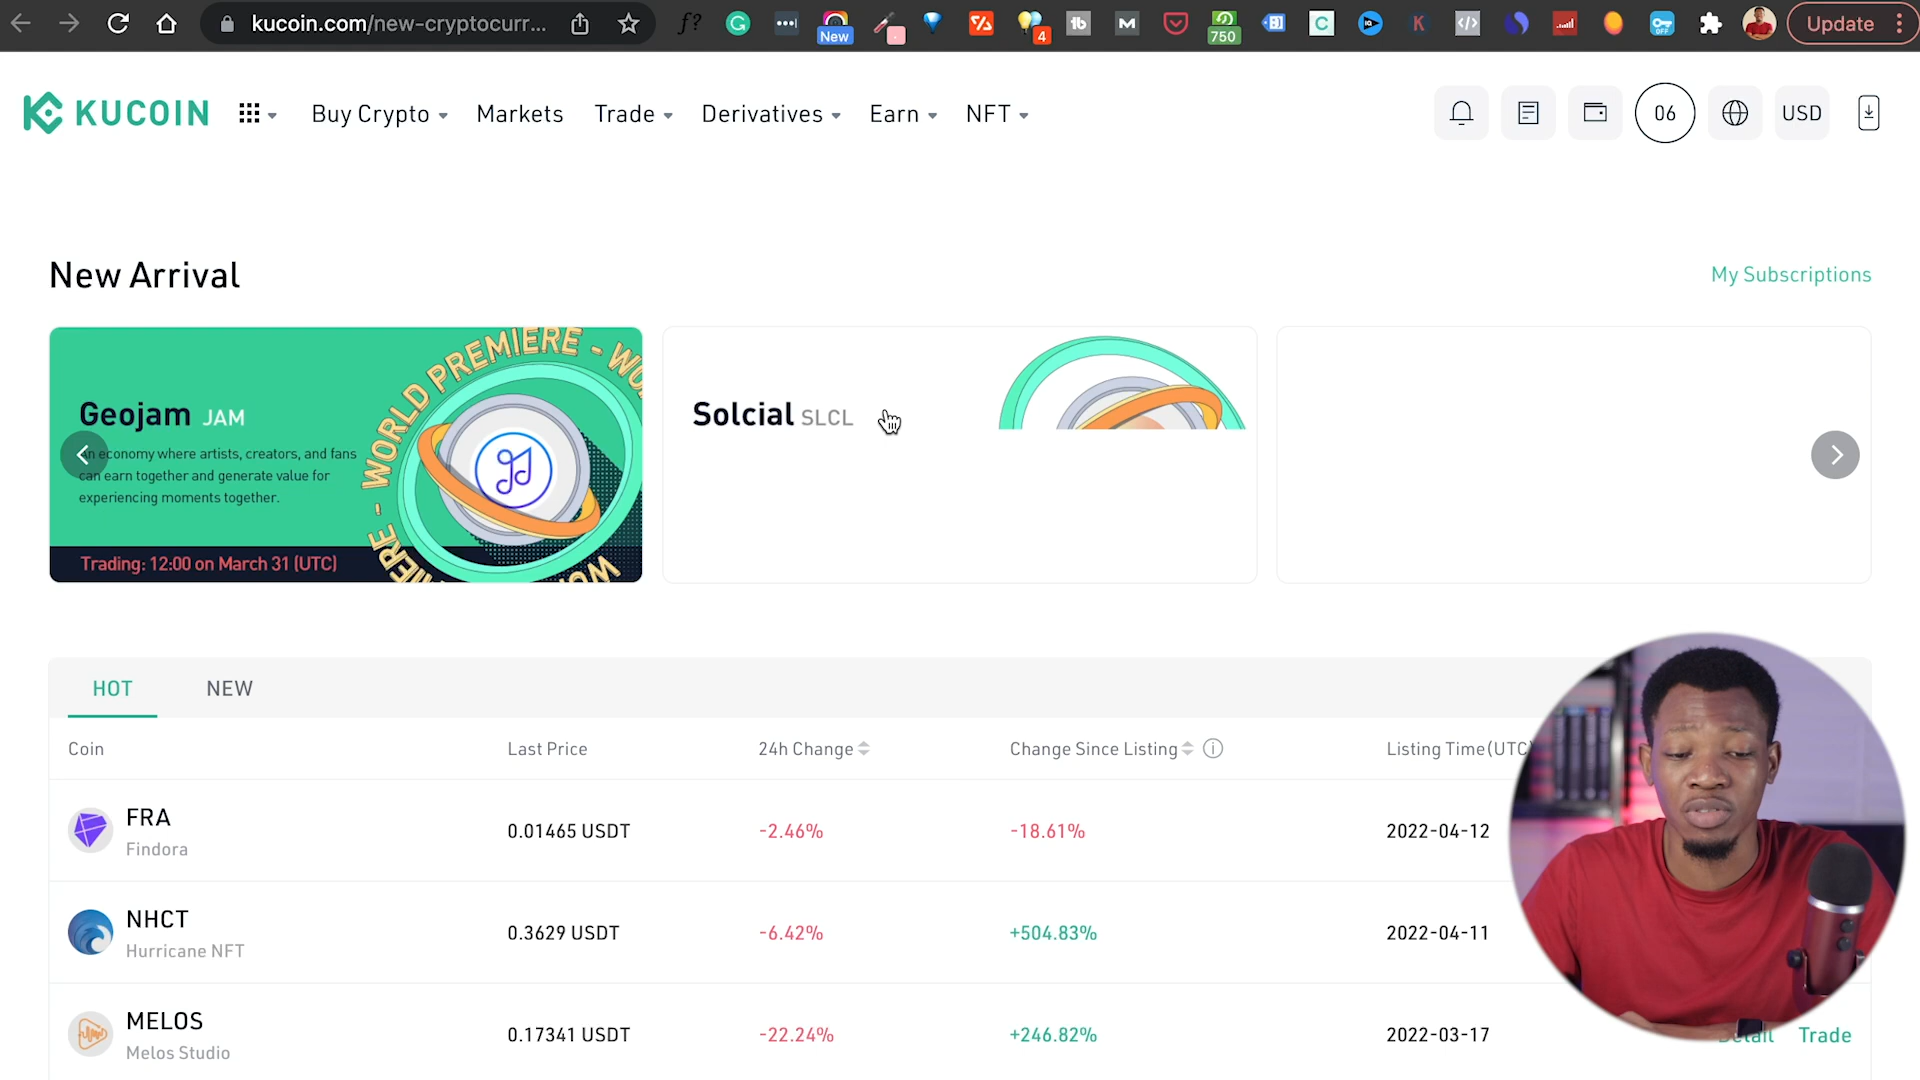 kucoin.com/new-cryptocurr...
f?
New
4
750
OFF
Update
KUCOIN
Buy Crypto
Markets
Trade
Derivatives
Earn
NFT
06
USD
New Arrival
My Subscriptions
WORLD PREMIERE - WO
WORLD PREMIERE -
Geojam JAM
An economy where artists, creators, and fans
can earn together and generate value for
experiencing moments together.
Trading: 12:00 on March 31 (UTC)
Solcial SLCL
HOT
NEW
Coin
Last Price
24h Change
Change Since Listing
Listing Time(UTC)
FRA
Findora
0.01465 USDT
-2.46%
-18.61%
2022-04-12
NHCT
Hurricane NFT
0.3629 USDT
-6.42%
+504.83%
2022-04-11
MELOS
Melos Studio
0.17341 USDT
-22.24%
+246.82%
2022-03-17
Detail
Trade